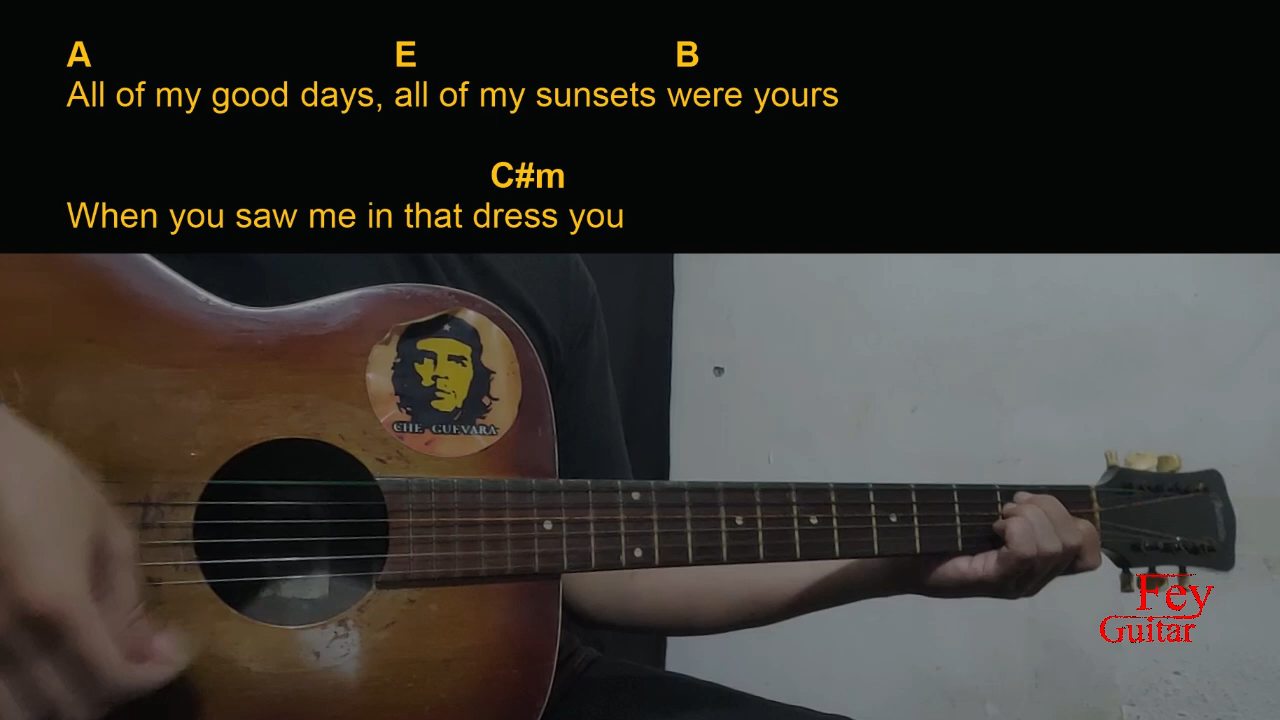 A E B
All of my good days, all of my sunsets were yours
C#m
When you saw me in that dress you
CHE GUEVARA
Fey
Guitar